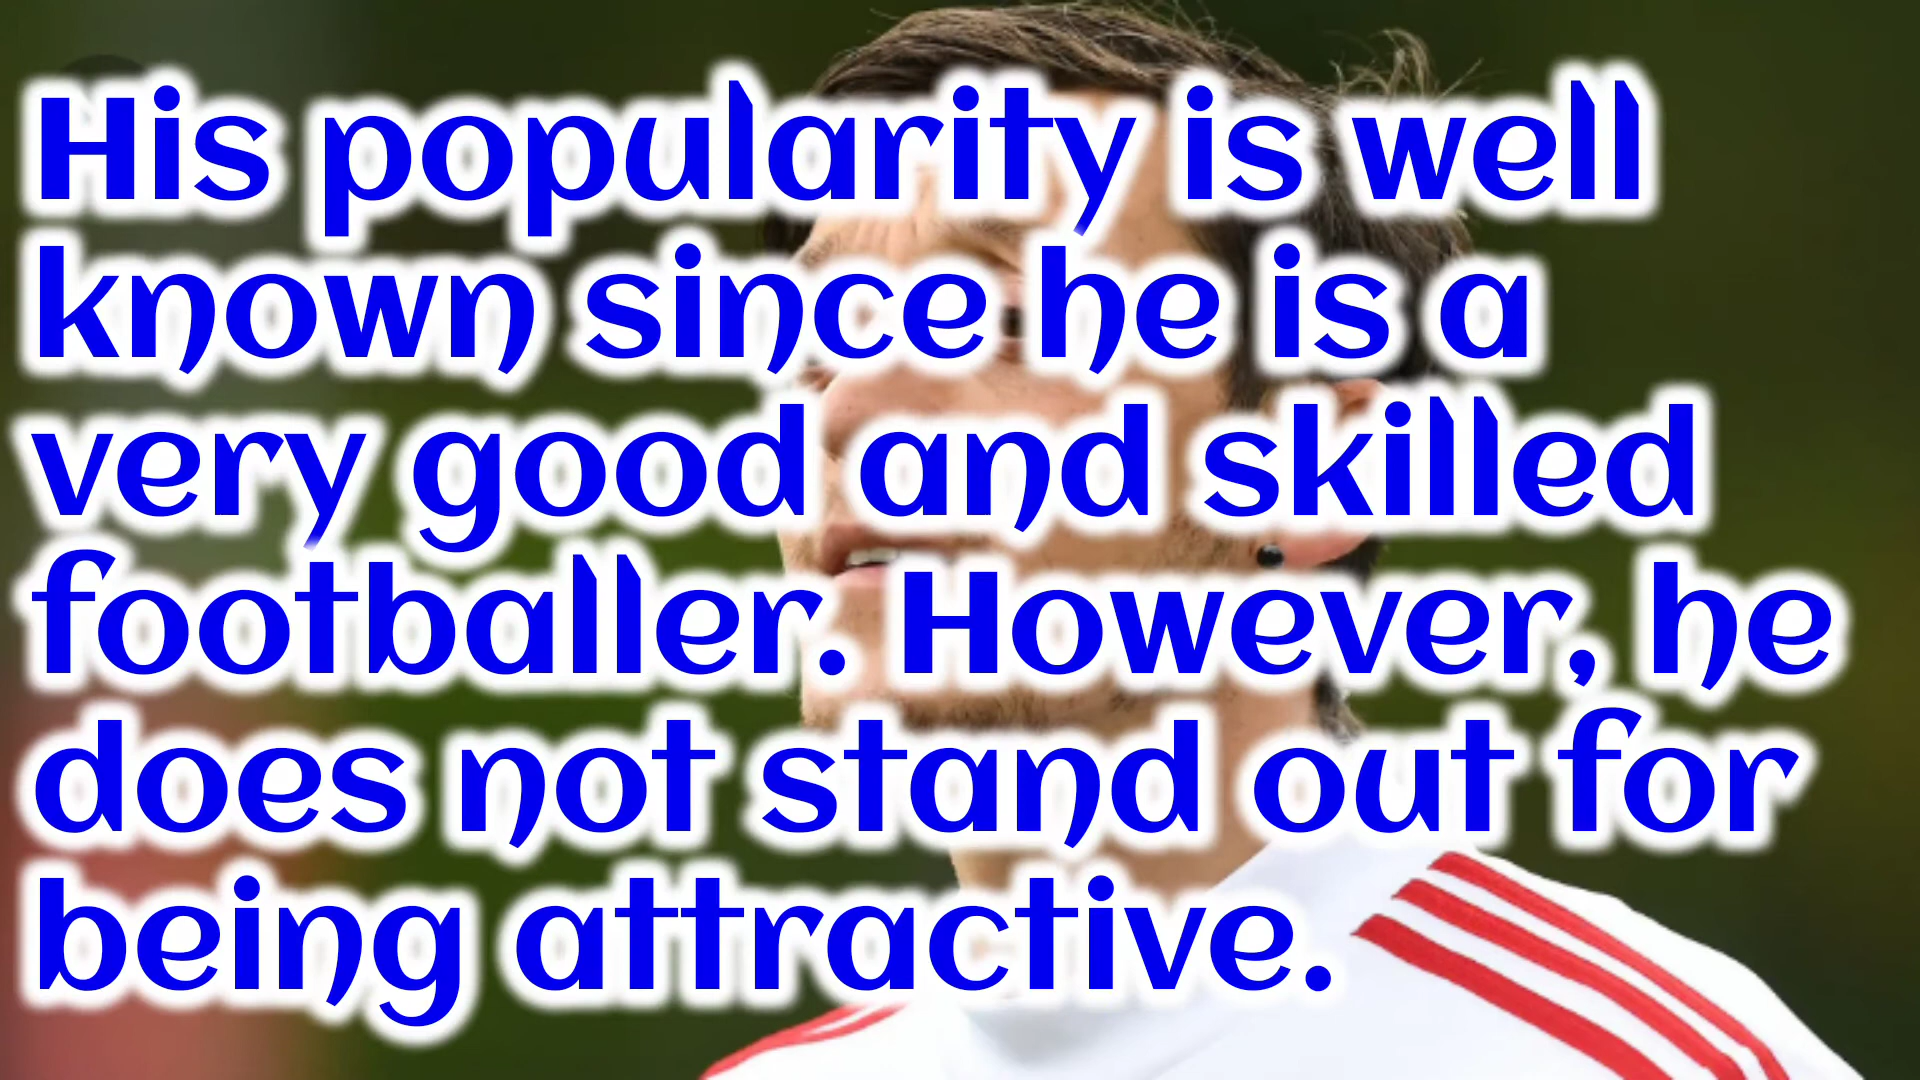 His popularity is well
known since he is a
very good and skilled
footballer. However, he
does not stand out for
being attractive.